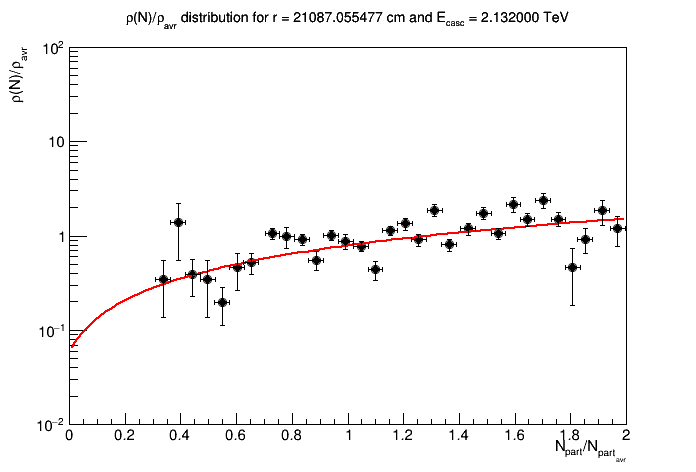 ρ(N)/ρavr distribution for r = 21087.055477 cm and Ecasc = 2.132000 TeV
ρ(N)/ρavr
10²
10
1
10⁻¹
10⁻²
0 0.2 0.4 0.6 0.8 1 1.2 1.4 1.6 1.8 2
Npart/Npartavr